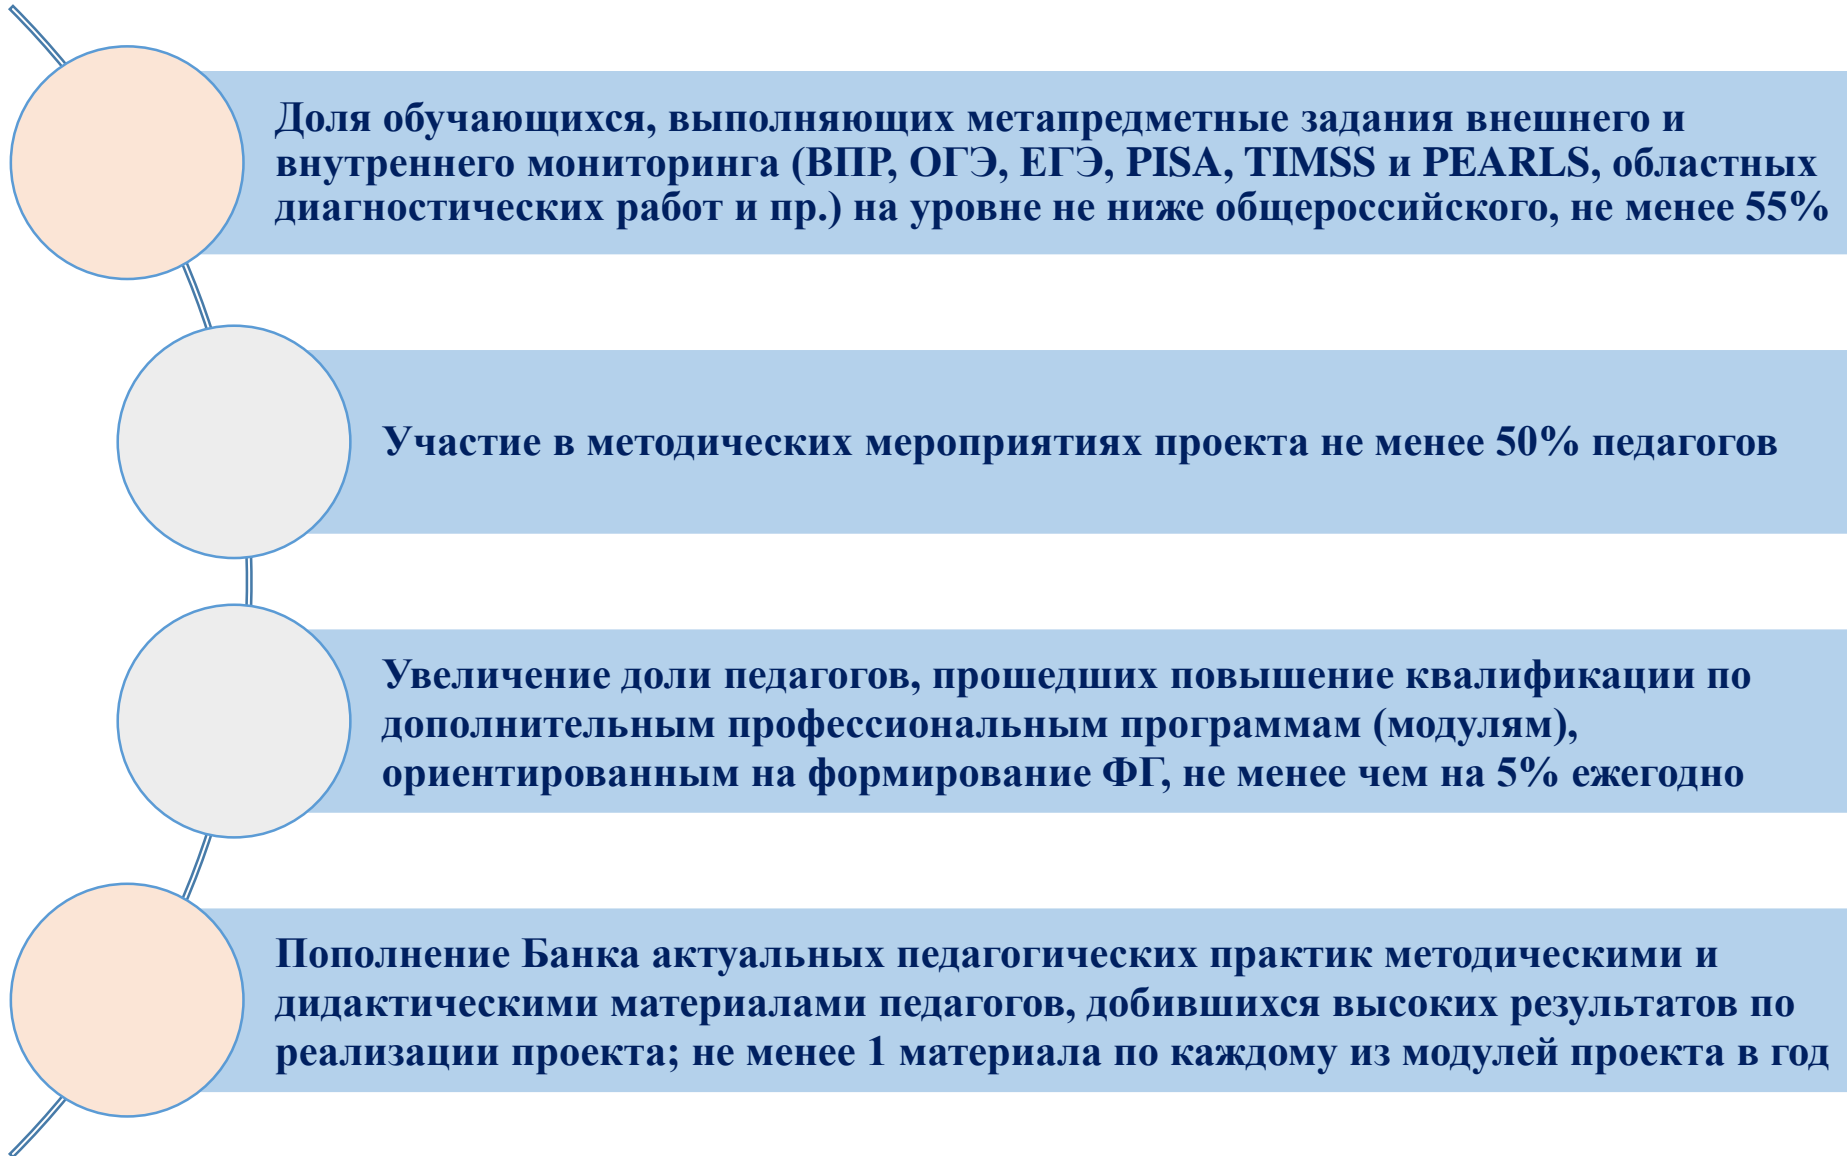 Доля обучающихся, выполняющих метапредметные задания внешнего и
внутреннего мониторинга (ВПР, ОГЭ, ЕГЭ, PISA, TIMSS и PEARLS, областных
диагностических работ и пр.) на уровне не ниже общероссийского, не менее 55%
Участие в методических мероприятиях проекта не менее 50% педагогов
Увеличение доли педагогов, прошедших повышение квалификации по
дополнительным профессиональным программам (модулям),
ориентированным на формирование ФГ, не менее чем на 5% ежегодно
Пополнение Банка актуальных педагогических практик методическими и
дидактическими материалами педагогов, добившихся высоких результатов по
реализации проекта; не менее 1 материала по каждому из модулей проекта в год